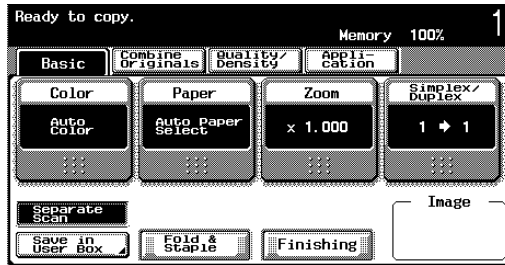 Ready to copy.
1
Memory 100%
Basic
Combine
Originals
Quality/
Density
Appli-
cation
Color
Paper
Zoom
Simplex/
Duplex
Auto
Color
Auto Paper
Select
x 1.000
1 ➔ 1
Separate
Scan
Image
Save in
User Box
Fold &
Staple
Finishing